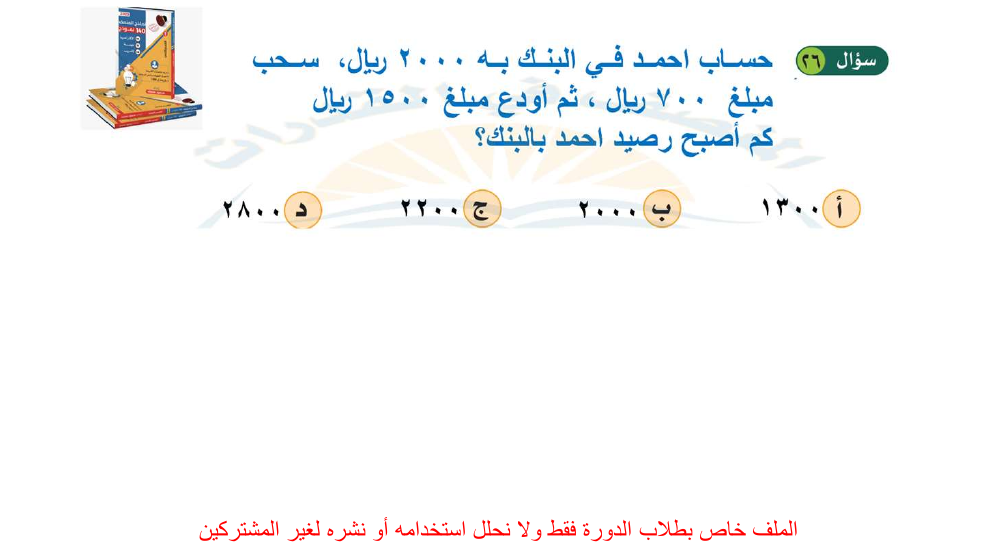 سؤال ٢٦
حساب احمد في البنك به ٢٠٠٠ ريال، سحب
مبلغ ٧٠٠ ريال ، ثم أودع مبلغ ١٥٠٠ ريال
كم أصبح رصيد احمد بالبنك؟
أ ١٣٠٠ ب ٢٠٠٠ ج ٢٢٠٠ د ٢٨٠٠
الملف خاص بطلاب الدورة فقط ولا نحلل استخدامه أو نشره لغير المشتركين